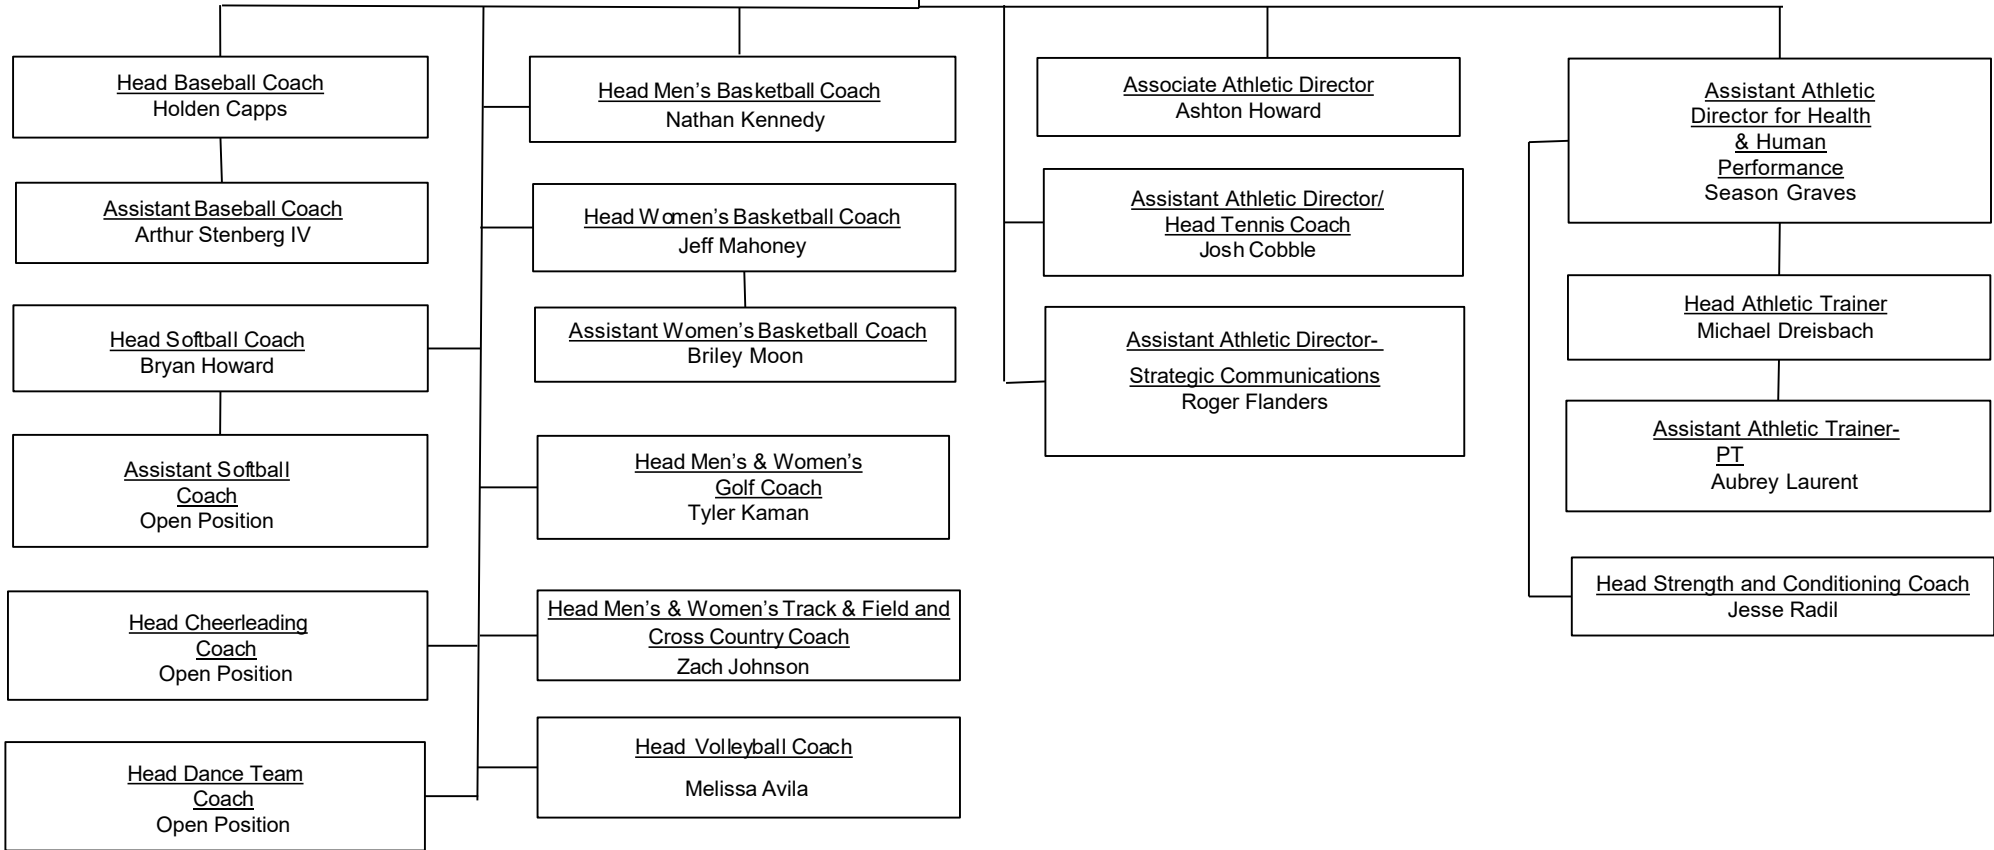 Head Baseball Coach
Holden Capps
Assistant Baseball Coach
Arthur Stenberg IV
Head Softball Coach
Bryan Howard
Assistant Softball
Coach
Open Position
Head Cheerleading
Coach
Open Position
Head Dance Team
Coach
Open Position
Head Men's Basketball Coach
Nathan Kennedy
Head Women's Basketball Coach
Jeff Mahoney
Assistant Women's Basketball Coach
Briley Moon
Head Men's & Women's
Golf Coach
Tyler Kaman
Head Men's & Women's Track & Field and
Cross Country Coach
Zach Johnson
Head Volleyball Coach
Melissa Avila
Associate Athletic Director
Ashton Howard
Assistant Athletic Director/
Head Tennis Coach
Josh Cobble
Assistant Athletic Director-
Strategic Communications
Roger Flanders
Assistant Athletic
Director for Health
& Human
Performance
Season Graves
Head Athletic Trainer
Michael Dreisbach
Assistant Athletic Trainer-
PT
Aubrey Laurent
Head Strength and Conditioning Coach
Jesse Radil